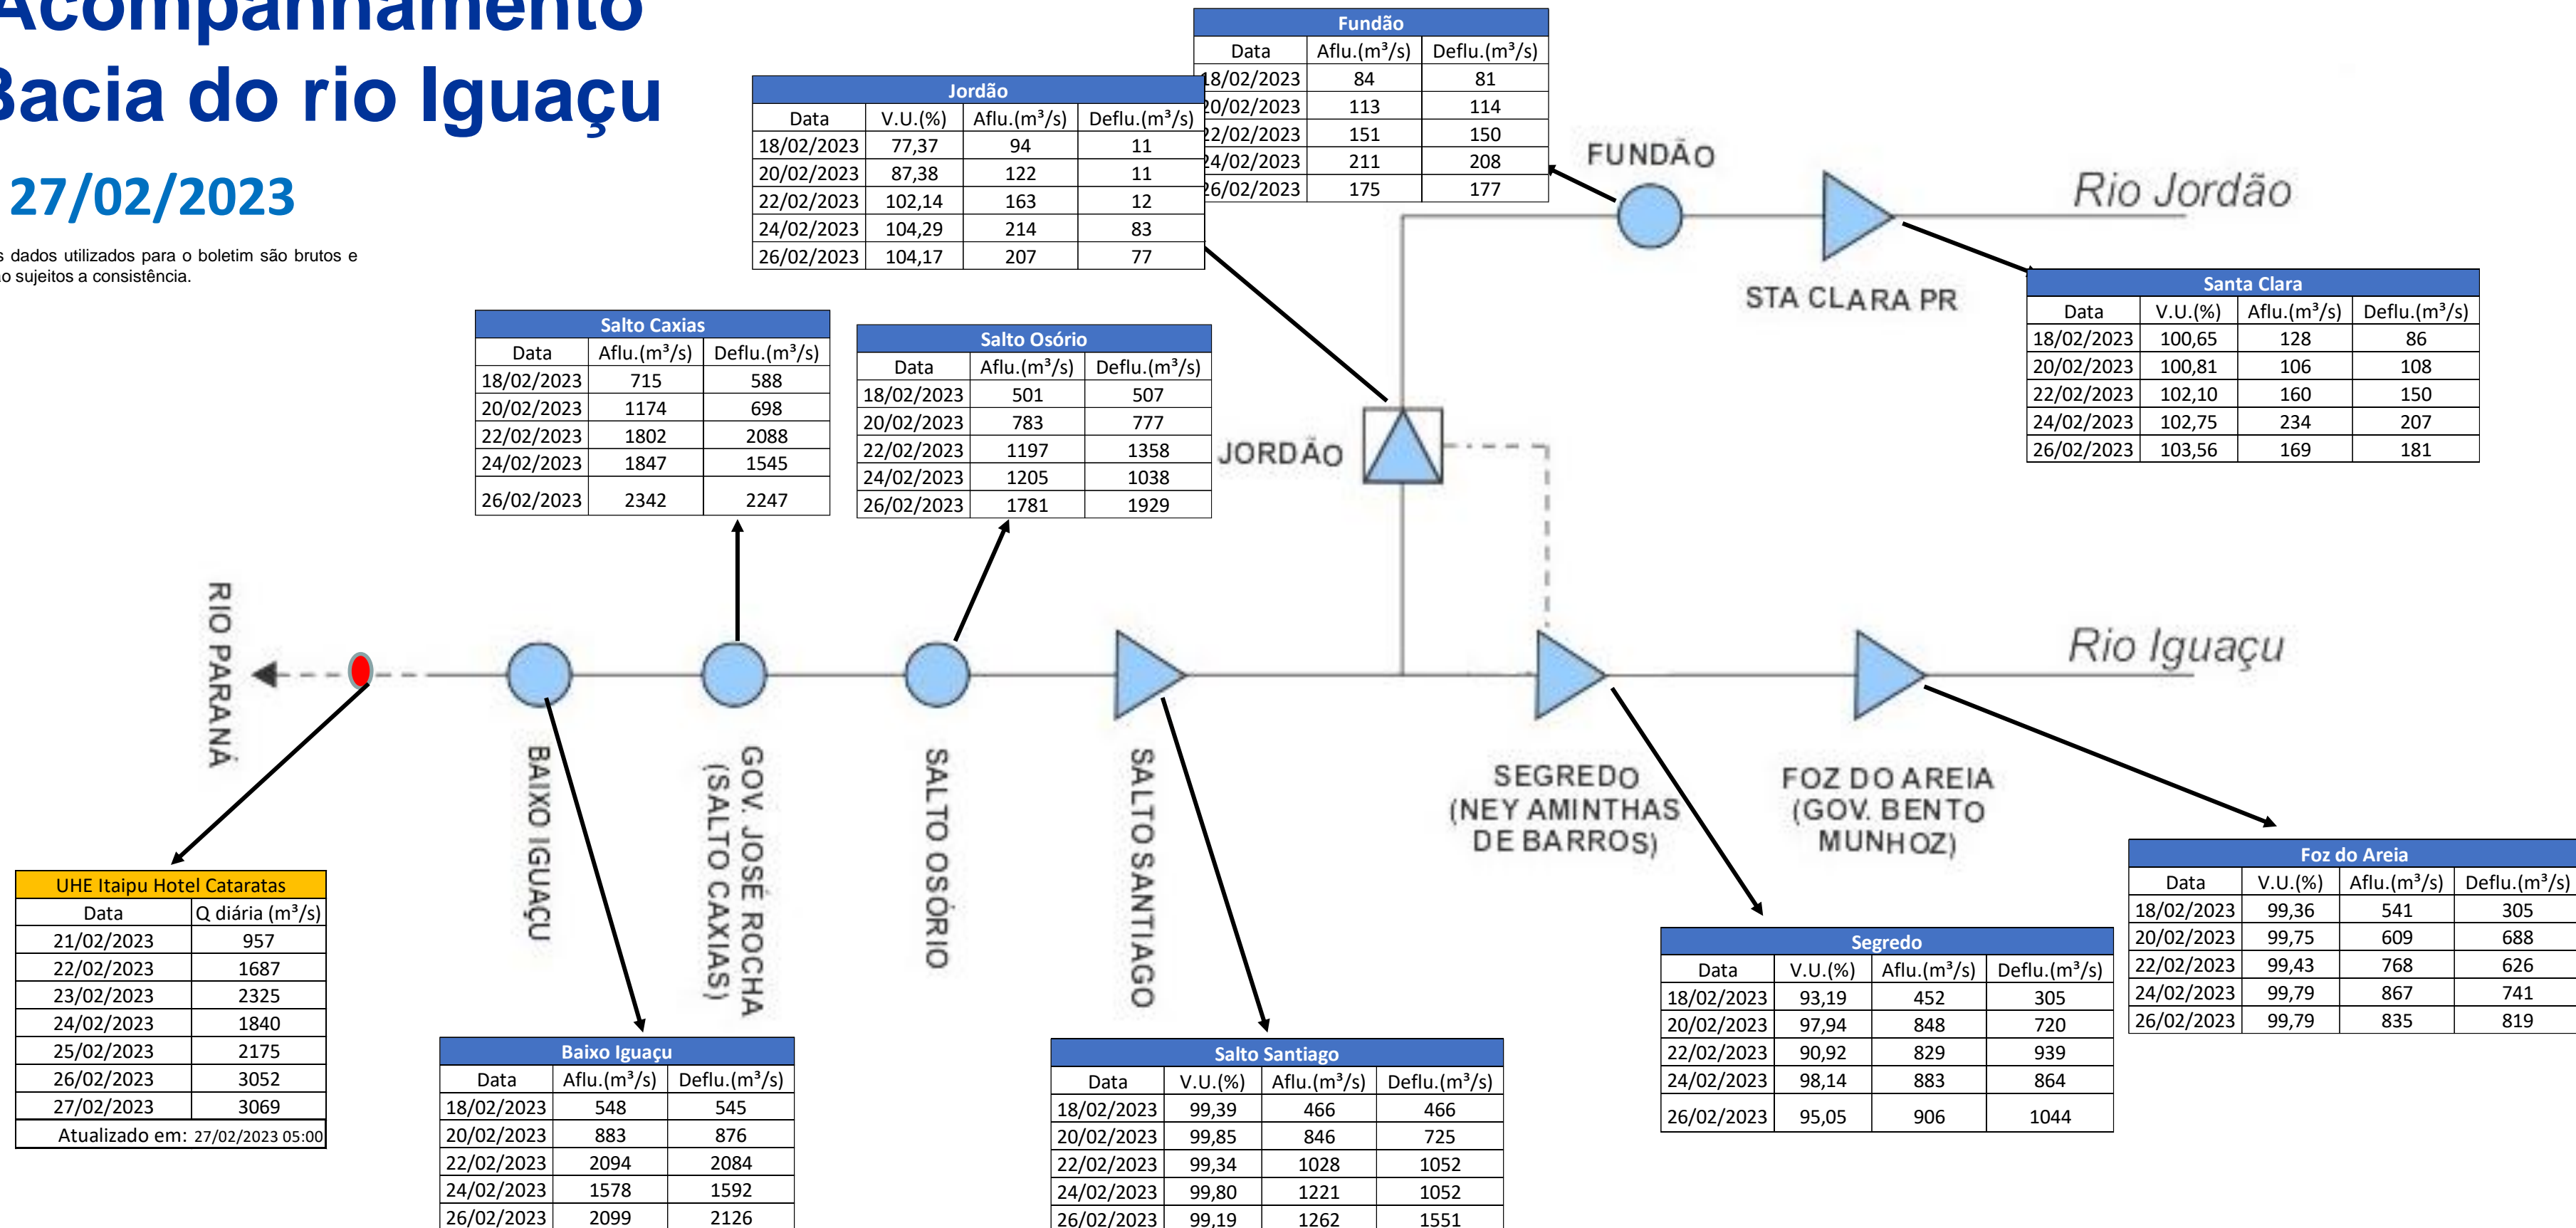 Acompanhamento
Bacia do rio Iguaçu
27/02/2023
dados utilizados para o boletim são brutos e
sujeitos a consistência.
Fundão
Data Aflu.(m³/s) Deflu.(m³/s)
18/02/2023 84 81
20/02/2023 113 114
22/02/2023 151 150
24/02/2023 211 208
26/02/2023 175 177
Jordão
Data V.U.(%) Aflu.(m³/s) Deflu.(m³/s)
18/02/2023 77,37 94 11
20/02/2023 87,38 122 11
22/02/2023 102,14 163 12
24/02/2023 104,29 214 83
26/02/2023 104,17 207 77
FUNDÃO
Rio Jordão
STA CLARA PR
Santa Clara
Data V.U.(%) Aflu.(m³/s) Deflu.(m³/s)
18/02/2023 100,65 128 86
20/02/2023 100,81 106 108
22/02/2023 102,10 160 150
24/02/2023 102,75 234 207
26/02/2023 103,56 169 181
Salto Caxias
Data Aflu.(m³/s) Deflu.(m³/s)
18/02/2023 715 588
20/02/2023 1174 698
22/02/2023 1802 2088
24/02/2023 1847 1545
26/02/2023 2342 2247
Salto Osório
Data Aflu.(m³/s) Deflu.(m³/s)
18/02/2023 501 507
20/02/2023 783 777
22/02/2023 1197 1358
24/02/2023 1205 1038
26/02/2023 1781 1929
JORDÃO
RIO PARANÁ
Rio Iguaçu
BAIXO IGUAÇU
GOV. JOSÉ ROCHA
(SALTO CAXIAS)
SALTO OSÓRIO
SALTO SANTIAGO
SEGREDO
(NEY AMINTHAS
DE BARROS)
FOZ DO AREIA
(GOV. BENTO
MUNHOZ)
UHE Itaipu Hotel Cataratas
Data Q diária (m³/s)
21/02/2023 957
22/02/2023 1687
23/02/2023 2325
24/02/2023 1840
25/02/2023 2175
26/02/2023 3052
27/02/2023 3069
Atualizado em: 27/02/2023 05:00
Baixo Iguaçu
Data Aflu.(m³/s) Deflu.(m³/s)
18/02/2023 548 545
20/02/2023 883 876
22/02/2023 2094 2084
24/02/2023 1578 1592
26/02/2023 2099 2126
Salto Santiago
Data V.U.(%) Aflu.(m³/s) Deflu.(m³/s)
18/02/2023 99,39 466 466
20/02/2023 99,85 846 725
22/02/2023 99,34 1028 1052
24/02/2023 99,80 1221 1052
26/02/2023 99,19 1262 1551
Segredo
Data V.U.(%) Aflu.(m³/s) Deflu.(m³/s)
18/02/2023 93,19 452 305
20/02/2023 97,94 848 720
22/02/2023 90,92 829 939
24/02/2023 98,14 883 864
26/02/2023 95,05 906 1044
Foz do Areia
Data V.U.(%) Aflu.(m³/s) Deflu.(m³/s)
18/02/2023 99,36 541 305
20/02/2023 99,75 609 688
22/02/2023 99,43 768 626
24/02/2023 99,79 867 741
26/02/2023 99,79 835 819